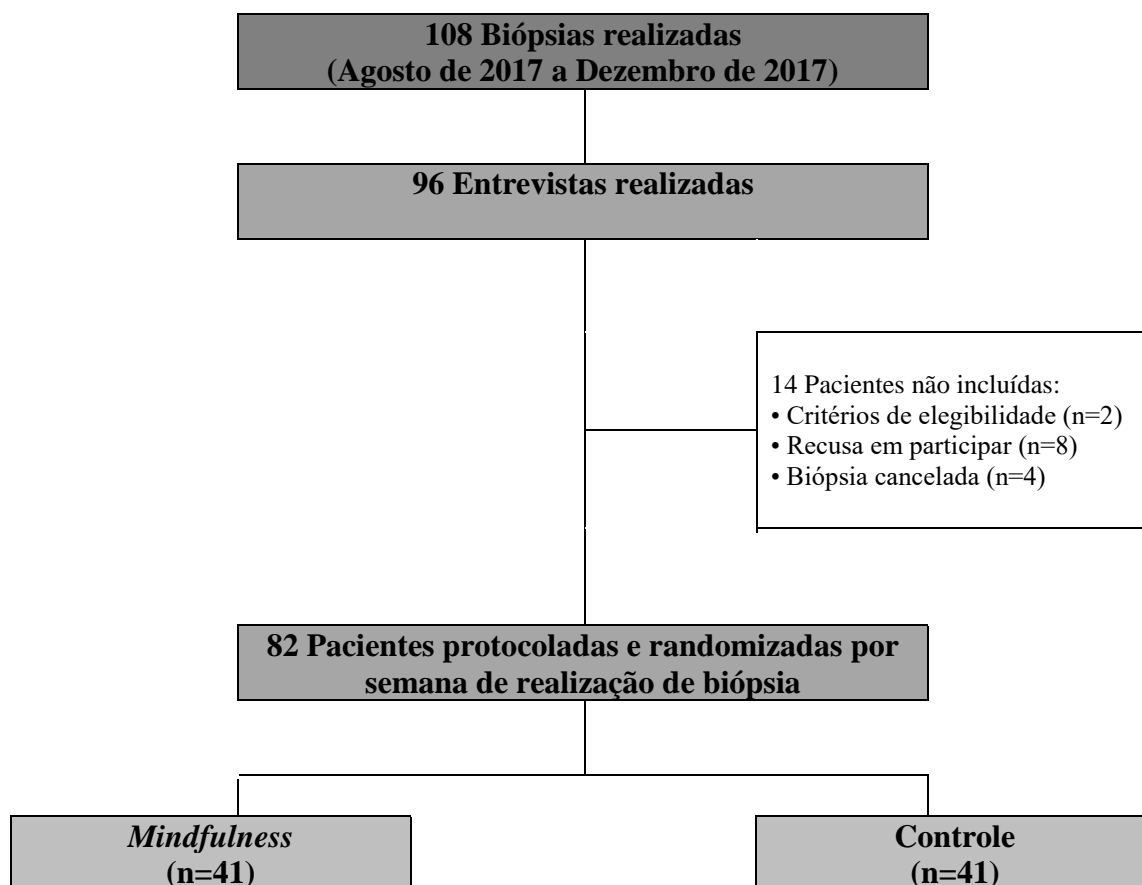 108 Biópsias realizadas
(Agosto de 2017 a Dezembro de 2017)
96 Entrevistas realizadas
14 Pacientes não incluídas:
• Critérios de elegibilidade (n=2)
• Recusa em participar (n=8)
• Biópsia cancelada (n=4)
82 Pacientes protocoladas e randomizadas por
semana de realização de biópsia
Mindfulness
(n=41)
Controle
(n=41)